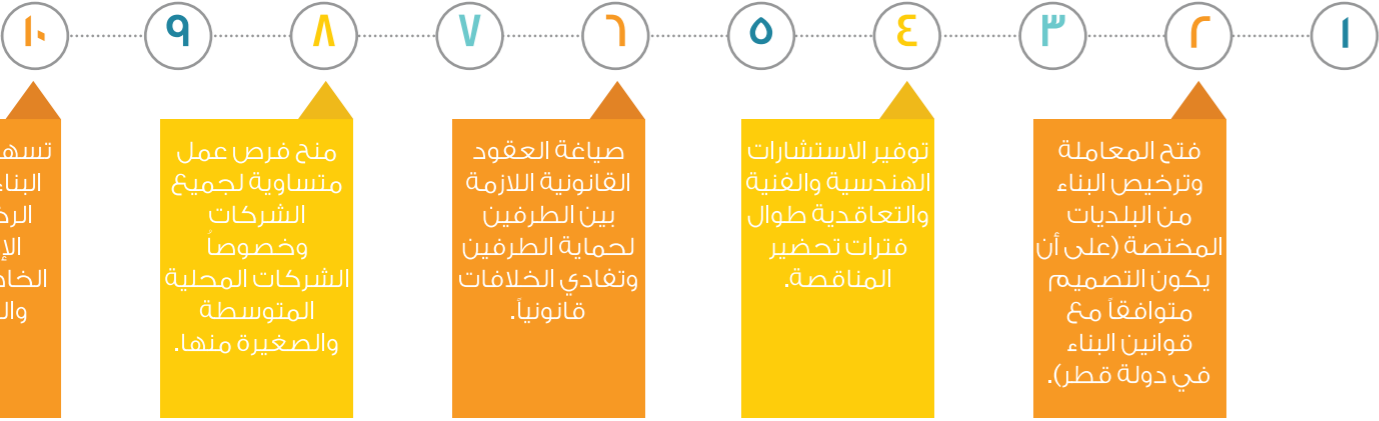 ١ ٢ ٣ ٤ ٥ ٦ ٧ ٨ ٩ ١٠
فتح المعاملة
وترخيص البناء
من البلديات
المختصة (على أن
يكون التصميم
متوافقاً مع
قوانين البناء
في دولة قطر).
توفير الاستشارات
الهندسية والفنية
والتعاقدية طوال
فترات تحضير
المناقصة.
صياغة العقود
القانونية اللازمة
بين الطرفين
لحماية الطرفين
وتفادي الخلافات
قانونياً.
منح فرص عمل
متساوية لجميع
الشركات
وخصوصاً
الشركات المحلية
المتوسطة
والصغيرة منها.